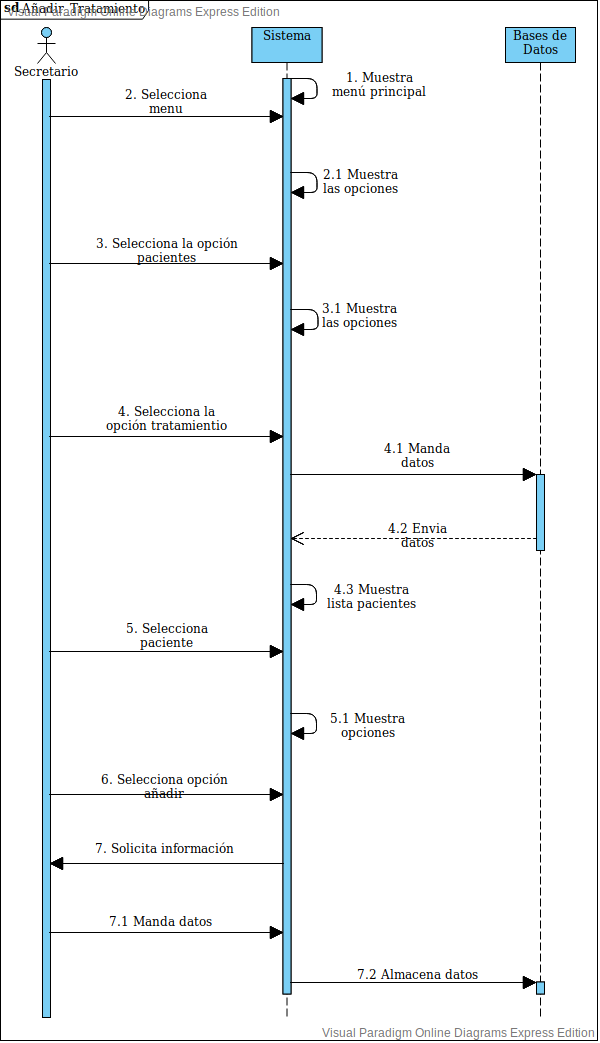 sd Añadir Tratamiento
Visual Paradigm Online Diagrams Express Edition
Secretario
Sistema
Bases de
Datos
1. Muestra
menú principal
2. Selecciona
menu
2.1 Muestra
las opciones
3. Selecciona la opción
pacientes
3.1 Muestra
las opciones
4. Selecciona la
opción tratamientio
4.1 Manda
datos
4.2 Envia
datos
4.3 Muestra
lista pacientes
5. Selecciona
paciente
5.1 Muestra
opciones
6. Selecciona opción
añadir
7. Solicita información
7.1 Manda datos
7.2 Almacena datos
Visual Paradigm Online Diagrams Express Edition